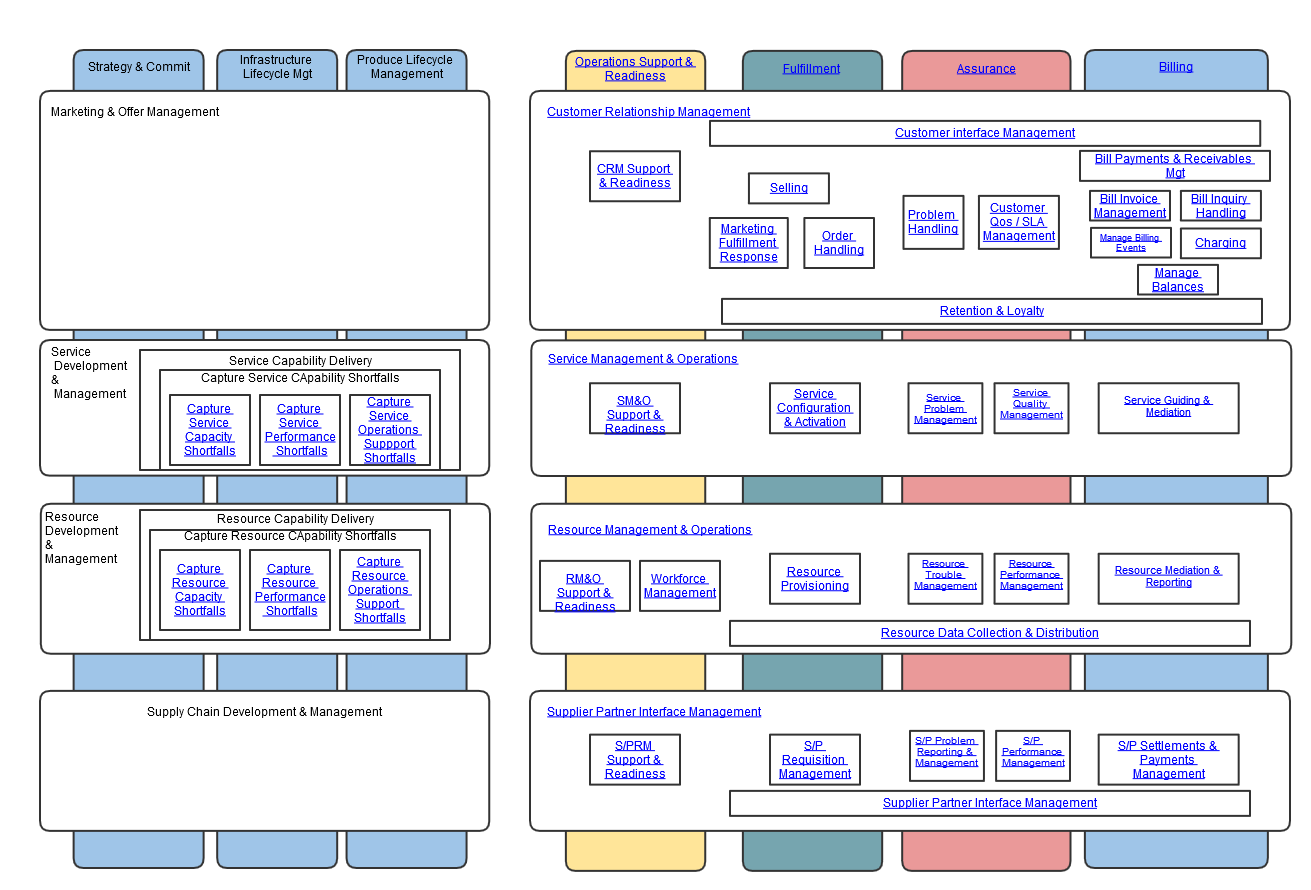 Strategy & Commit
Infrastructure
Lifecycle Mgt
Produce Lifecycle
Management
Operations Support &
Readiness
Fulfillment
Assurance
Billing
Marketing & Offer Management
Customer Relationship Management
Customer interface Management
CRM Support
& Readiness
Selling
Marketing
Fulfillment
Response
Order
Handling
Problem
Handling
Customer
Qos / SLA
Management
Bill Payments & Receivables
Mgt
Bill Invoice
Management
Bill Inquiry
Handling
Manage Billing
Events
Charging
Manage
Balances
Retention & Loyalty
Service
Development
&
Management
Service Capability Delivery
Capture Service CApability Shortfalls
Capture
Service
Capacity
Shortfalls
Capture
Service
Performance
Shortfalls
Capture
Service
Operations
Suppport
Shortfalls
Service Management & Operations
SM&O
Support &
Readiness
Service
Configuration
& Activation
Service
Problem
Management
Service
Quality
Management
Service Guiding &
Mediation
Resource
Development
&
Management
Resource Capability Delivery
Capture Resource CApability Shortfalls
Capture
Resource
Capacity
Shortfalls
Capture
Resource
Performance
Shortfalls
Capture
Resource
Operations
Support
Shortfalls
Resource Management & Operations
RM&O
Support &
Readiness
Workforce
Management
Resource
Provisioning
Resource
Trouble
Management
Resource
Performance
Management
Resource Mediation &
Reporting
Resource Data Collection & Distribution
Supply Chain Development & Management
Supplier Partner Interface Management
S/PRM
Support &
Readiness
S/P
Requisition
Management
S/P Problem
Reporting &
Management
S/P
Performance
Management
S/P Settlements &
Payments
Management
Supplier Partner Interface Management